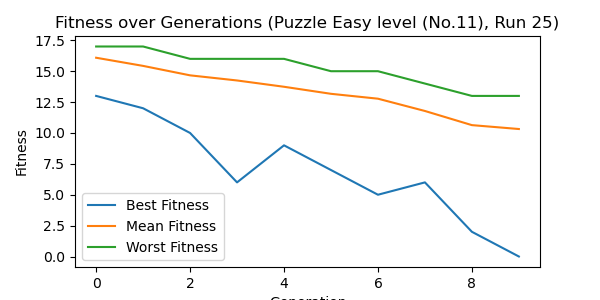 Fitness over Generations (Puzzle Easy level (No.11), Run 25)
17.5
15.0
12.5
10.0
7.5
5.0
2.5
0.0
Fitness
Best Fitness
Mean Fitness
Worst Fitness
0 2 4 6 8
Generation